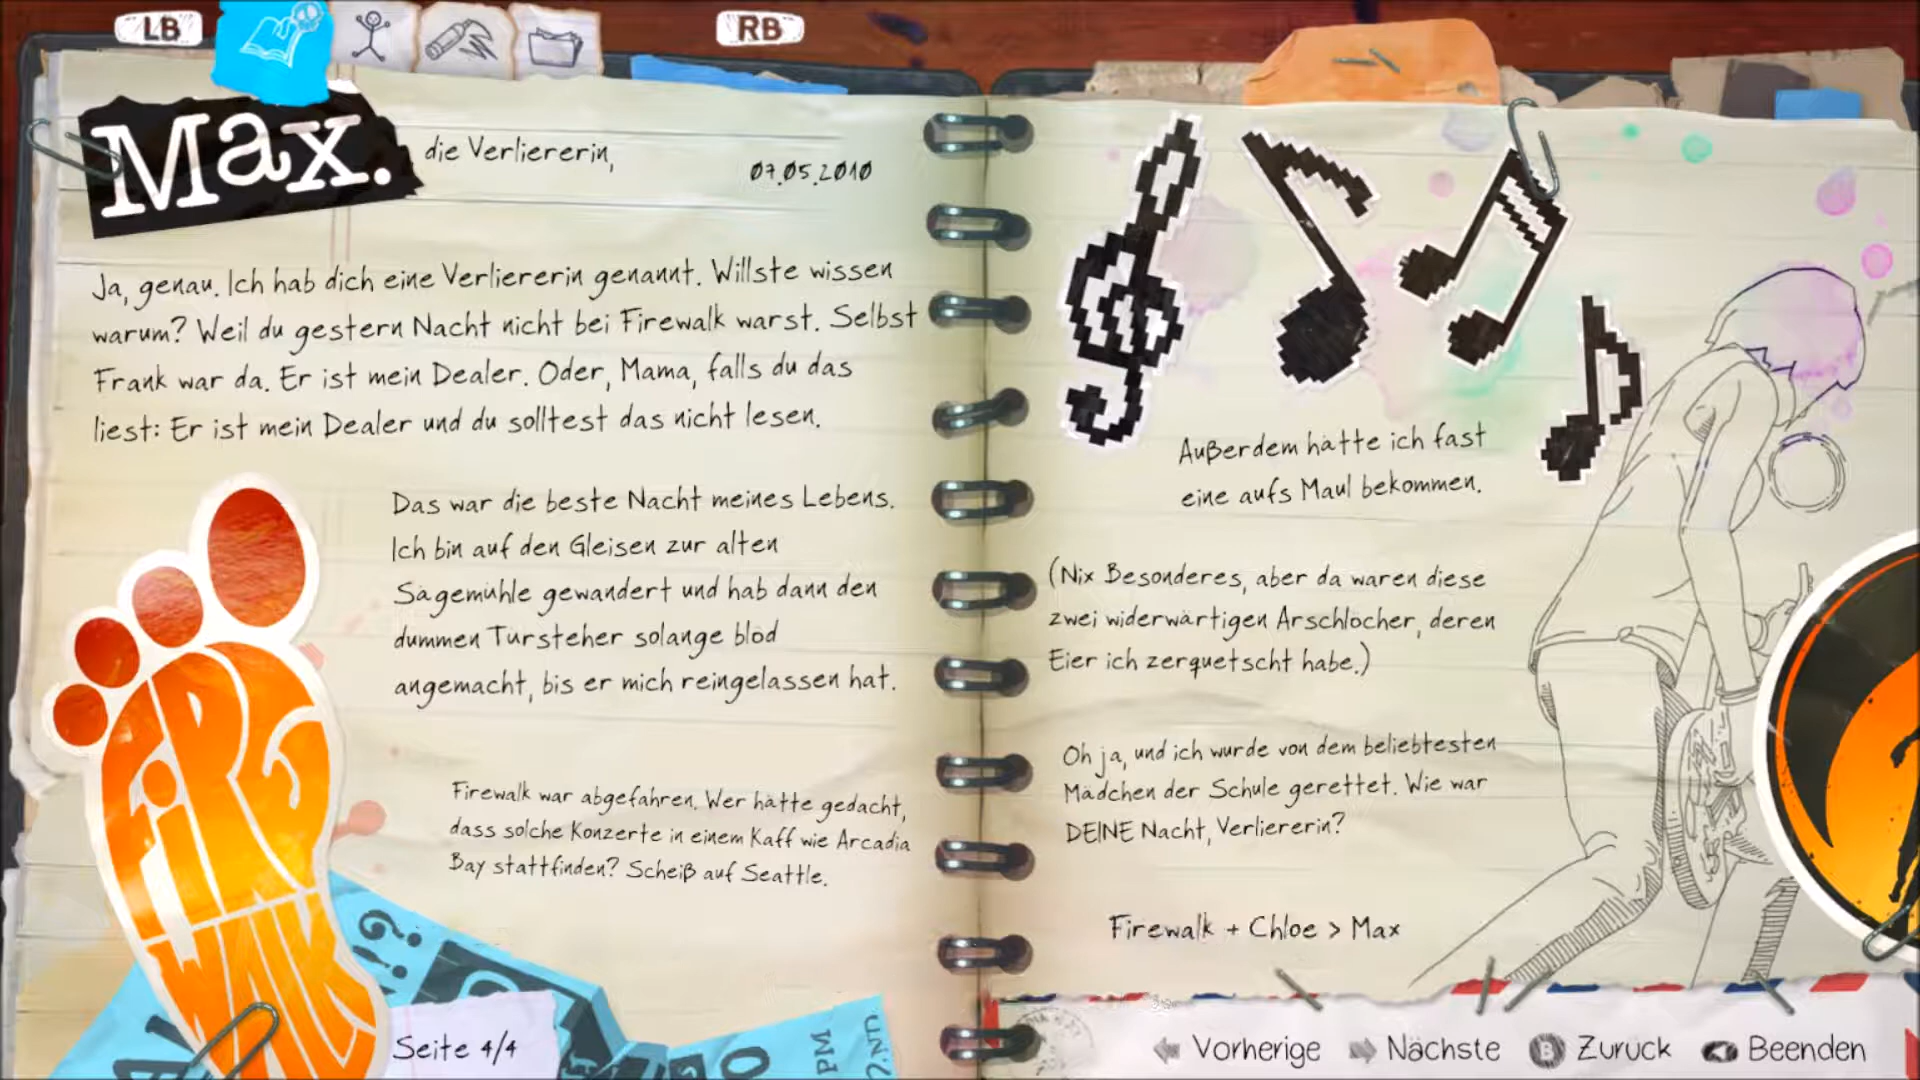 LB
RB
Max.
die Verliererin,
07.05.2010
Ja, genau. Ich hab dich eine Verliererin genannt. Willste wissen
warum? Weil du gestern Nacht nicht bei Firewalk warst. Selbst
Frank war da. Er ist mein Dealer. Oder, Mama, falls du das
liest: Er ist mein Dealer und du solltest das nicht lesen.
Das war die beste Nacht meines Lebens.
Ich bin auf den Gleisen zur alten
Sägemühle gewandert und hab dann den
dummen Türsteher solange blöd
angemacht, bis er mich reingelassen hat.
Firewalk war abgefahren. Wer hätte gedacht,
dass solche Konzerte in einem Kaff wie Arcadia
Bay stattfinden? Scheiß auf Seattle.
FIRE
WALK
Seite 4/4
Außerdem hätte ich fast
eine aufs Maul bekommen.
(Nix Besonderes, aber da waren diese
zwei widerwärtigen Arschlöcher, deren
Eier ich zerquetscht habe.)
Oh ja, und ich wurde von dem beliebtesten
Mädchen der Schule gerettet. Wie war
DEINE Nacht, Verliererin?
Firewalk + Chloe > Max
Vorherige
Nächste
B Zurück
Beenden